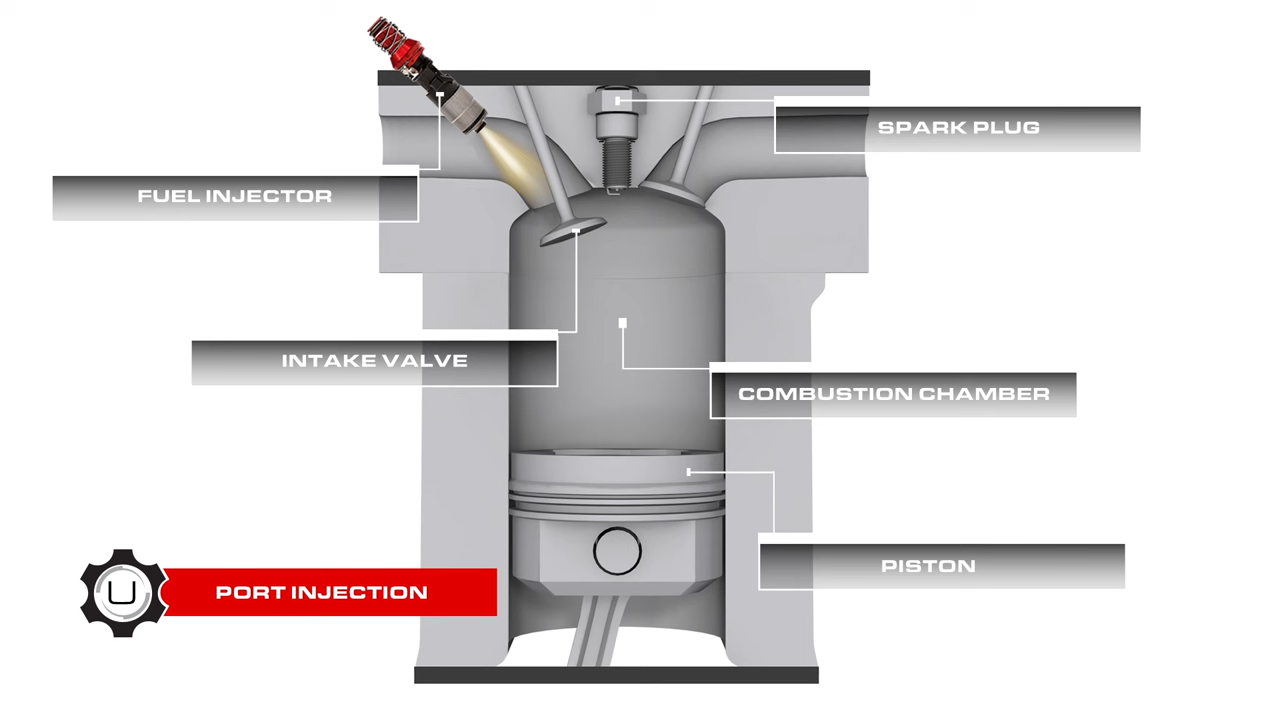 SPARK PLUG
FUEL INJECTOR
INTAKE VALVE
COMBUSTION CHAMBER
PISTON
U
PORT INJECTION